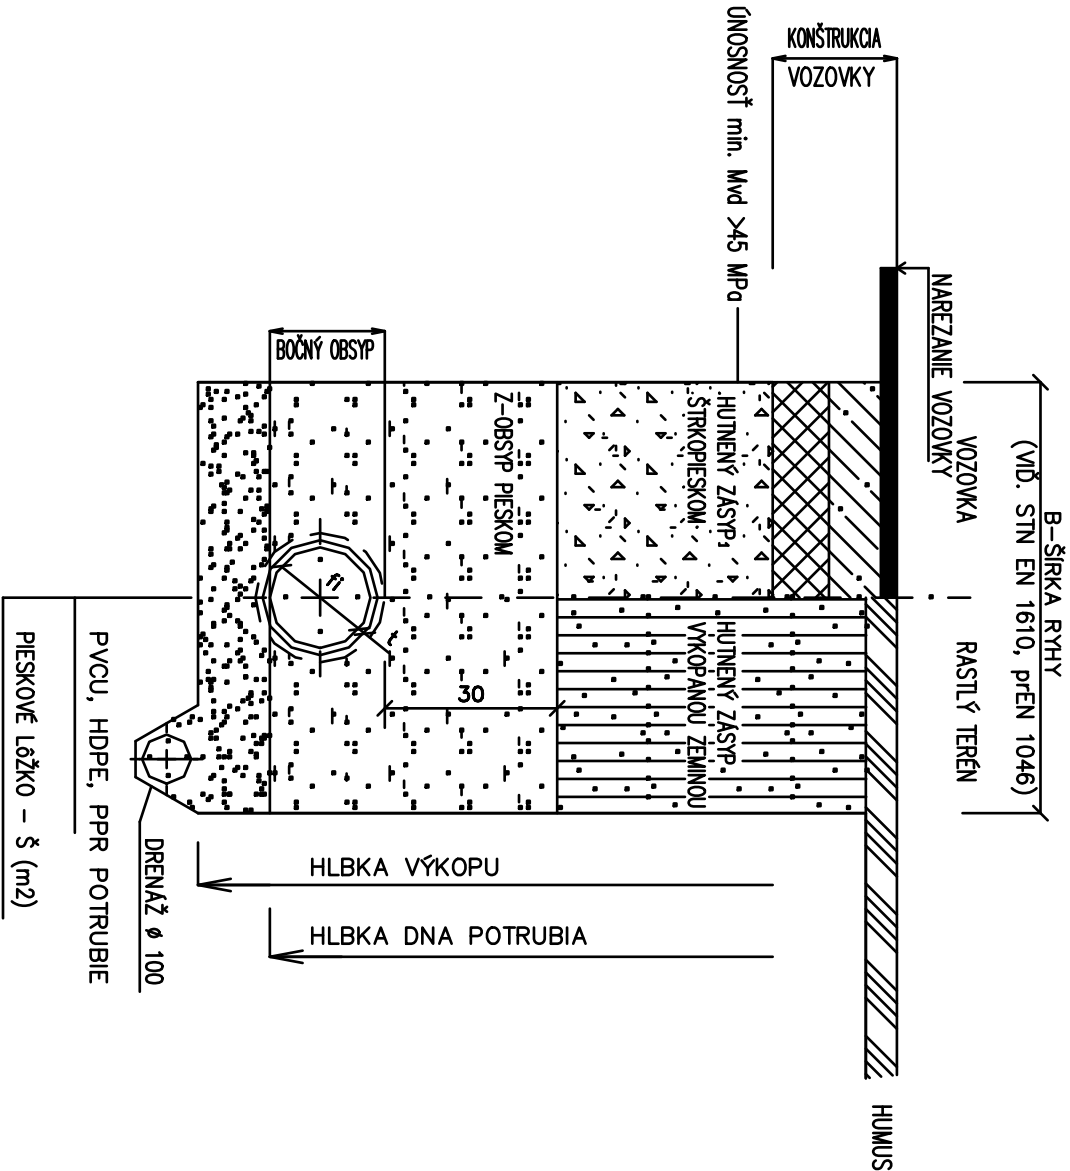 B-ŠÍRKA RYHY
(VIĎ. STN EN 1610, prEN 1046)
VOZOVKA
RASTLÝ TERÉN
NAREZANIE VOZOVKY
HUMUS
KONŠTRUKCIA
VOZOVKY
ÚNOSNOSŤ min. Mvd >45 MPa
HUTNENÝ ZÁSYP
ŠTRKOPIESKOM
HUTNENÝ ZÁSYP
VYKOPANOU ZEMINOU
Z-OBSYP PIESKOM
30
BOČNÝ OBSYP
fi
t
HLBKA VÝKOPU
HLBKA DNA POTRUBIA
DRENÁŽ ø 100
PVCU, HDPE, PPR POTRUBIE
PIESKOVÉ LôŽKO - Š (m2)